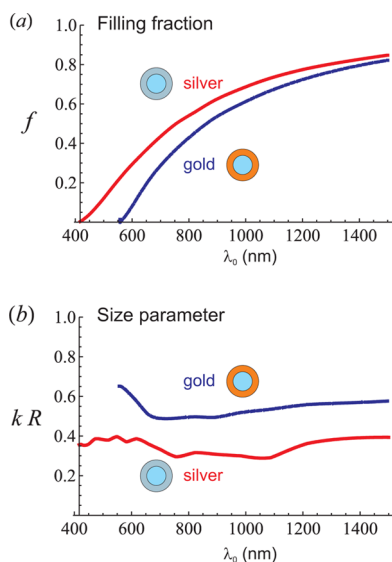 (a) Filling fraction
1.0
0.8
silver
0.6
f
0.4
gold
0.2
400 600 800 1000 1200 1400
λ₀ (nm)
(b) Size parameter
1.0
0.8
gold
0.6
k R
0.4
0.2
silver
400 600 800 1000 1200 1400
λ₀ (nm)